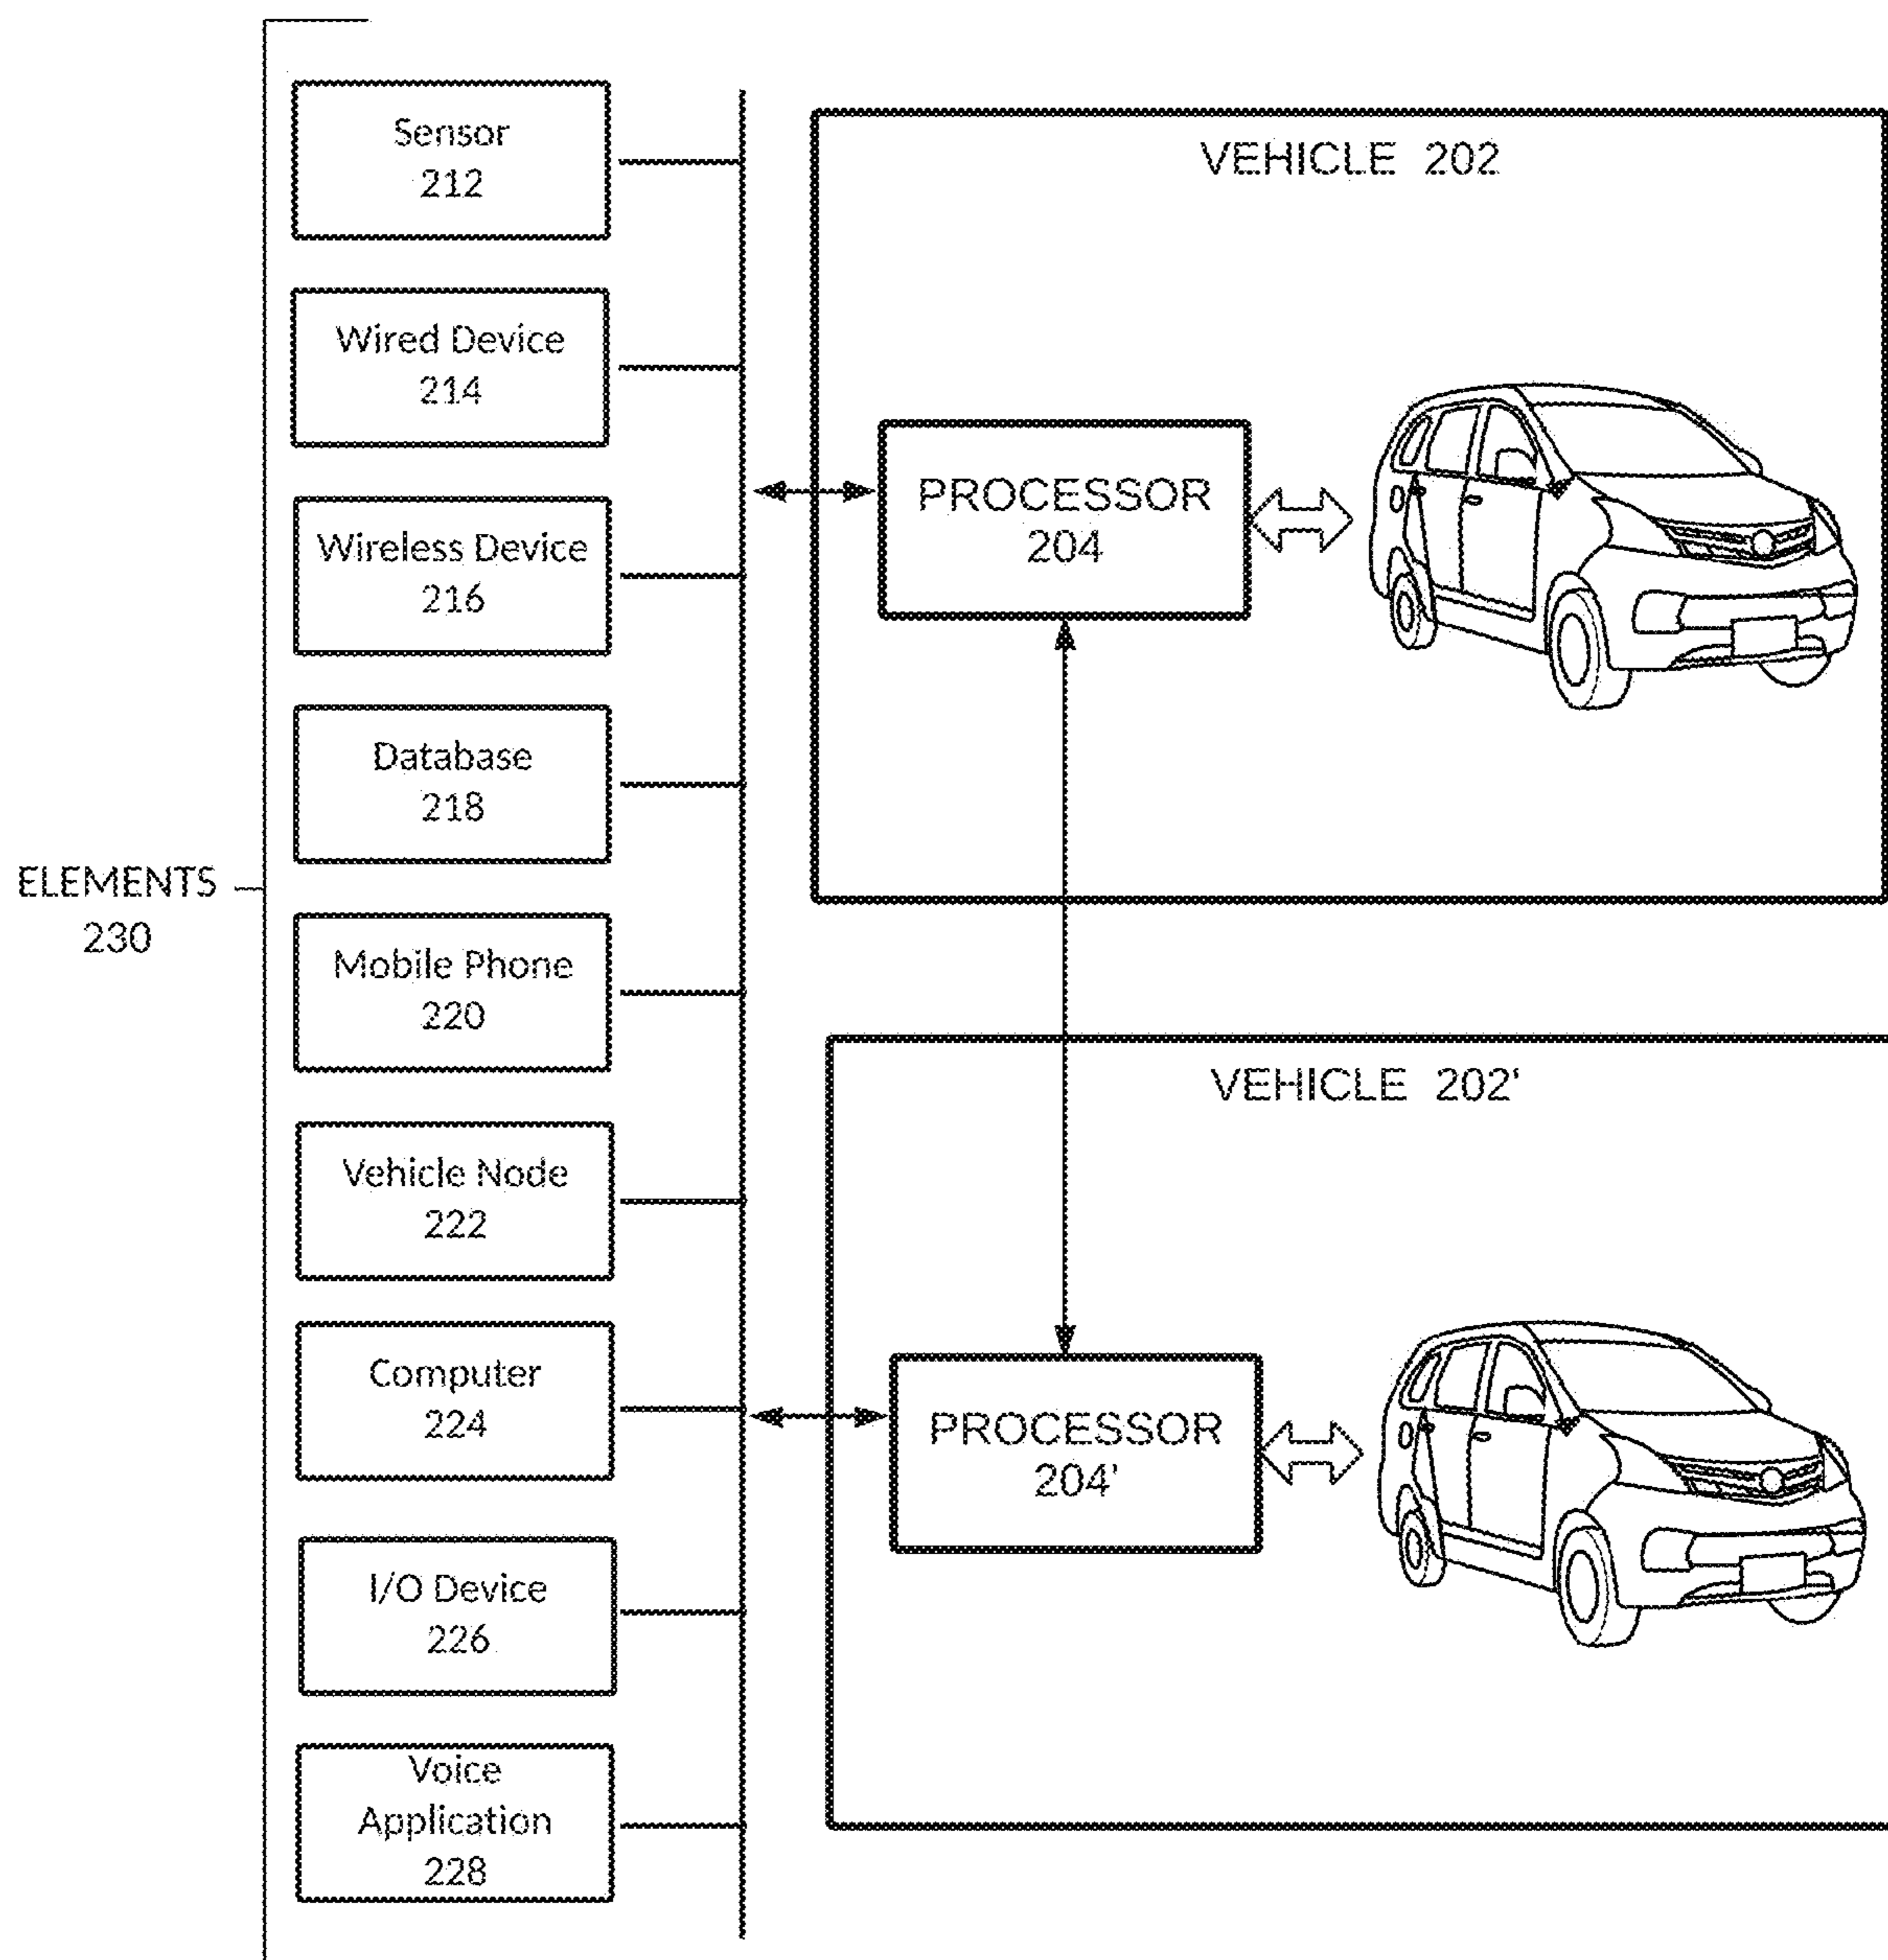 Sensor
212
Wired Device
214
Wireless Device
216
Database
218
ELEMENTS
230
Mobile Phone
220
Vehicle Node
222
Computer
224
I/O Device
226
Voice
Application
228
VEHICLE 202
PROCESSOR
204
VEHICLE 202'
PROCESSOR
204'